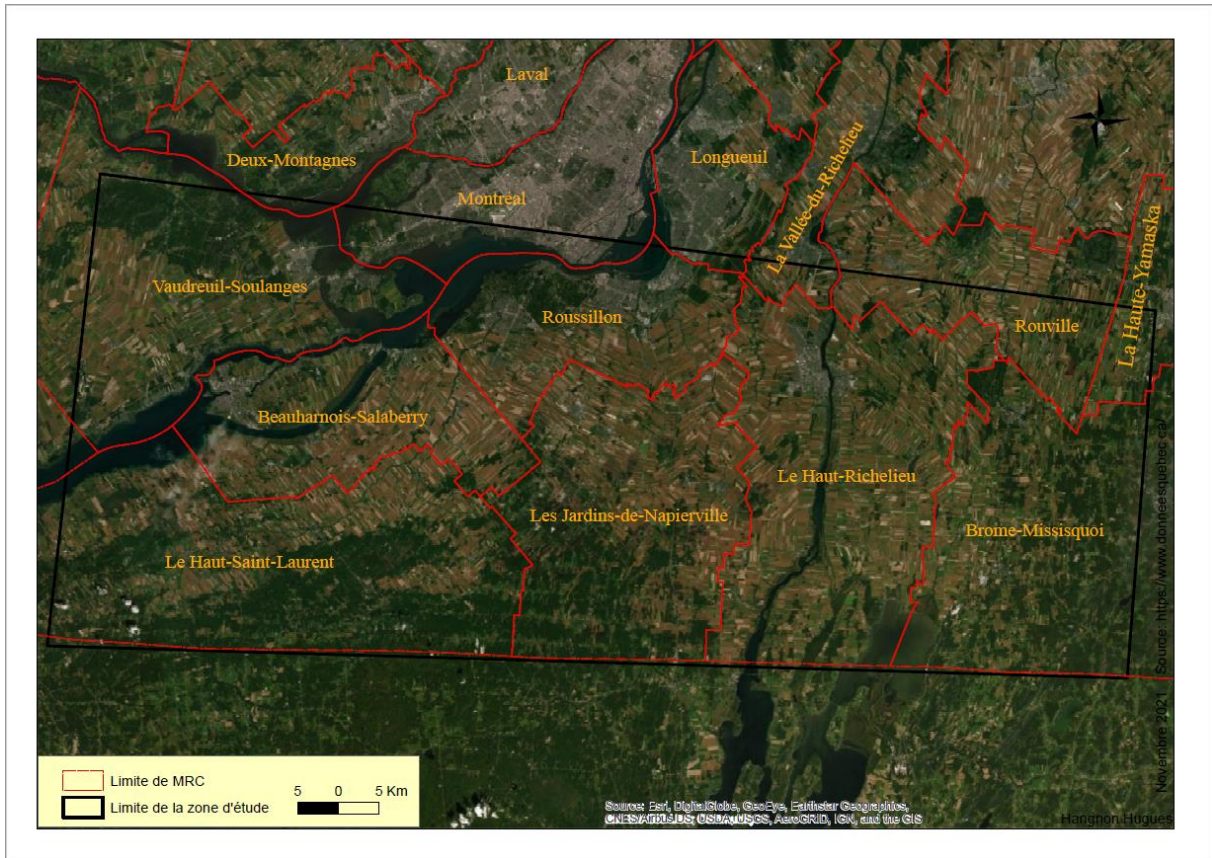 Laval
Deux-Montagnes
Longueuil
Montréal
La Vallée-du-Richelieu
La Haute-Yamaska
Vaudreuil-Soulanges
Roussillon
Rouville
Beauharnois-Salaberry
Le Haut-Richelieu
Les Jardins-de-Napierville
Brome-Missisquoi
Le Haut-Saint-Laurent
Limite de MRC
Limite de la zone d'étude
5 0 5 Km
Source: Esri, DigitalGlobe, GeoEye, Earthstar Geographics,
CNES/Airbus DS, USDA, USGS, AeroGRID, IGN, and the GIS
Novembre 2021 Source: https://www.donneesquebec.ca/
Hangnon Hugues